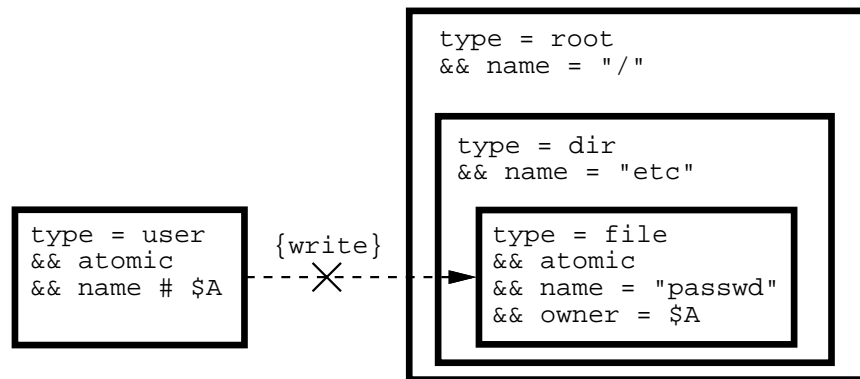 type = root
&& name = "/"
type = dir
&& name = "etc"
type = user
&& atomic
&& name # $A
{write}
type = file
&& atomic
&& name = "passwd"
&& owner = $A